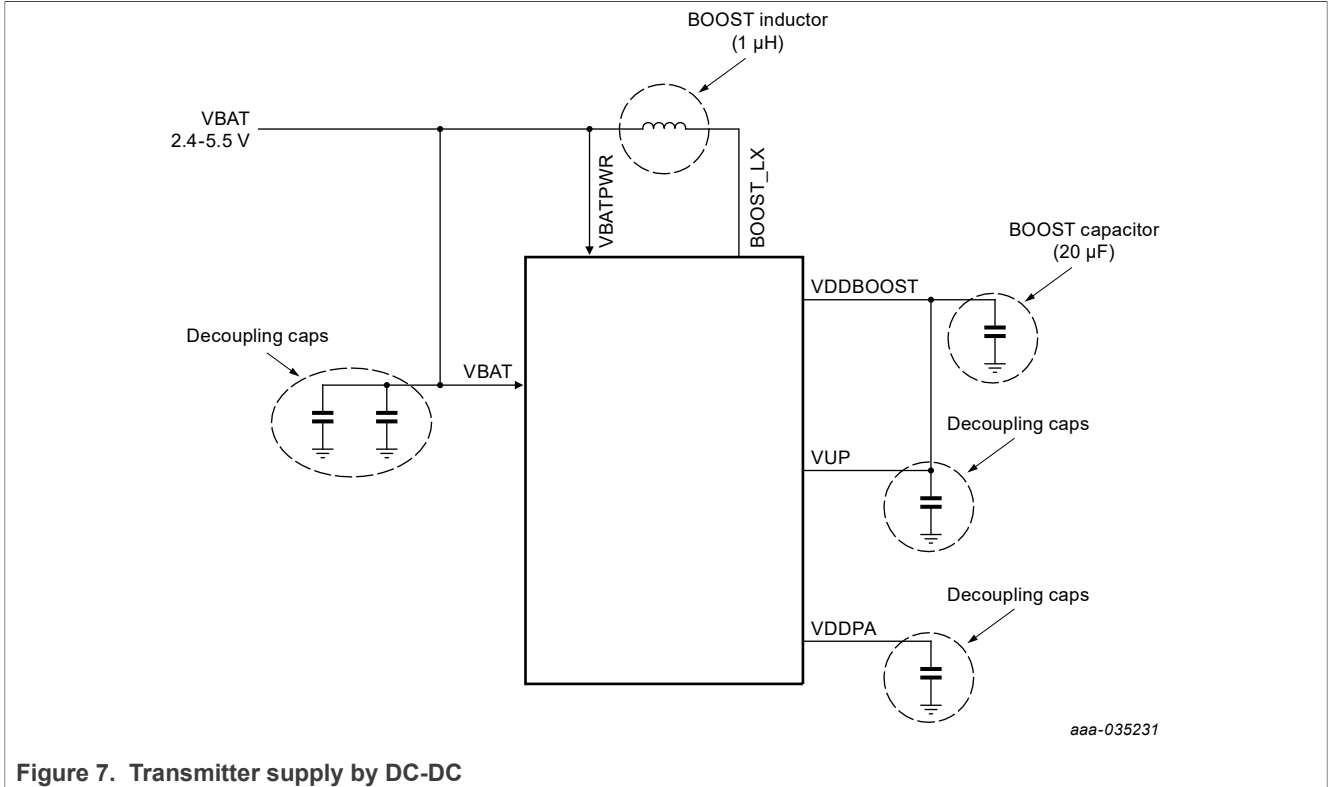 BOOST inductor
(1 µH)
VBAT
2.4-5.5 V
VBATPWR
BOOST_LX
BOOST capacitor
(20 µF)
VDDBOOST
Decoupling caps
VBAT
Decoupling caps
VUP
Decoupling caps
VDDPA
aaa-035231
Figure 7. Transmitter supply by DC-DC